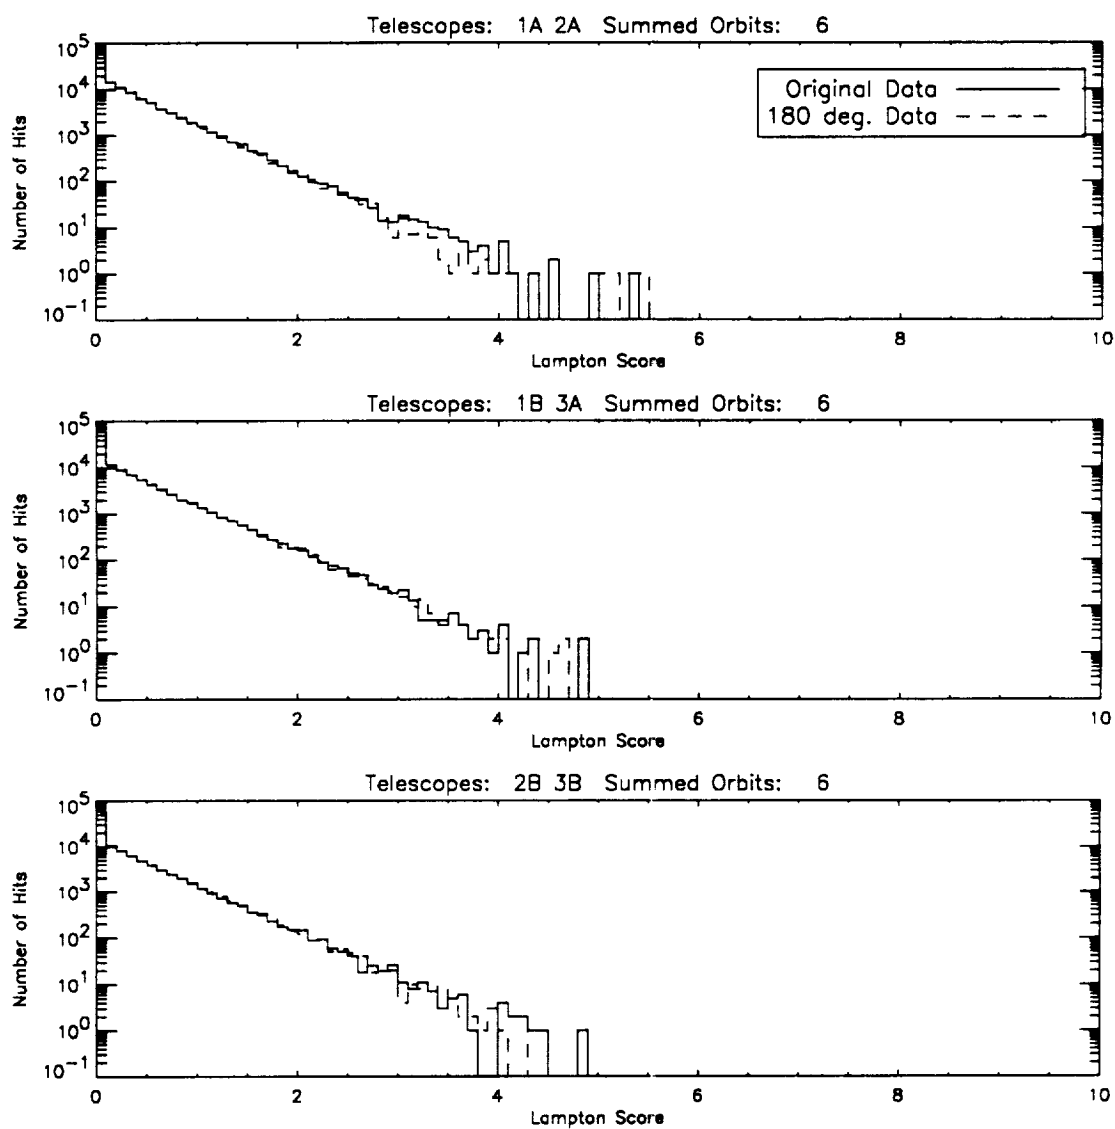 Telescopes: 1A 2A Summed Orbits: 6
10^5
10^4
10^3
10^2
10^1
10^0
10^-1
Number of Hits
Original Data
180 deg. Data
0 2 4 6 8 10
Lampton Score
Telescopes: 1B 3A Summed Orbits: 6
10^5
10^4
10^3
10^2
10^1
10^0
10^-1
Number of Hits
0 2 4 6 8 10
Lampton Score
Telescopes: 2B 3B Summed Orbits: 6
10^5
10^4
10^3
10^2
10^1
10^0
10^-1
Number of Hits
0 2 4 6 8 10
Lampton Score